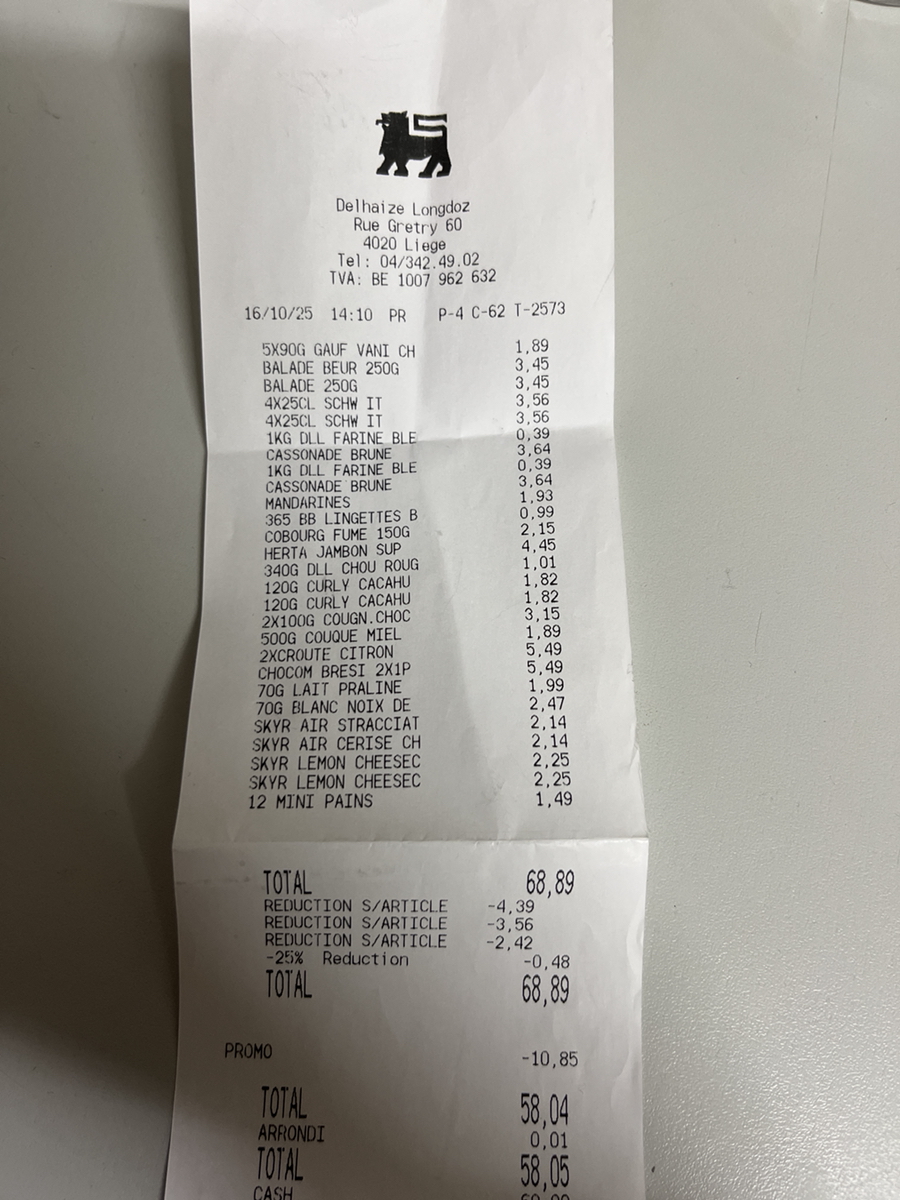 Delhaize Longdoz
Rue Gretry 60
4020 Liege
Tel: 04/342.49.02
TVA: BE 1007 962 632
16/10/25 14:10 PR P-4 C-62 T-2573
5X90G GAUF VANI CH 1,89
BALADE BEUR 250G 3,45
BALADE 250G 3,45
4X25CL SCHW IT 3,56
4X25CL SCHW IT 3,56
1KG DLL FARINE BLE 0,39
CASSONADE BRUNE 3,64
1KG DLL FARINE BLE 0,39
CASSONADE BRUNE 3,64
MANDARINES 1,93
365 BB LINGETTES B 0,99
COBOURG FUME 150G 2,15
HERTA JAMBON SUP 4,45
340G DLL CHOU ROUG 1,01
120G CURLY CACAHU 1,82
120G CURLY CACAHU 1,82
2X100G COUGN.CHOC 3,15
500G COUQUE MIEL 1,89
2XCROUTE CITRON 5,49
CHOCOM BRESI 2X1P 5,49
70G LAIT PRALINE 1,99
70G BLANC NOIX DE 2,47
SKYR AIR STRACCIAT 2,14
SKYR AIR CERISE CH 2,14
SKYR LEMON CHEESEC 2,25
SKYR LEMON CHEESEC 2,25
12 MINI PAINS 1,49
TOTAL 68,89
REDUCTION S/ARTICLE -4,39
REDUCTION S/ARTICLE -3,56
REDUCTION S/ARTICLE -2,42
-25% Reduction -0,48
TOTAL 68,89
PROMO -10,85
TOTAL 58,04
ARRONDI 0,01
TOTAL 58,05
CASH